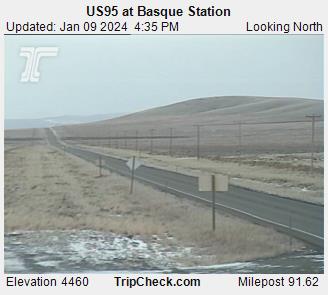 US95 at Basque Station
Updated: Jan 09 2024 4:35 PM Looking North
Elevation 4460 TripCheck.com Milepost 91.62